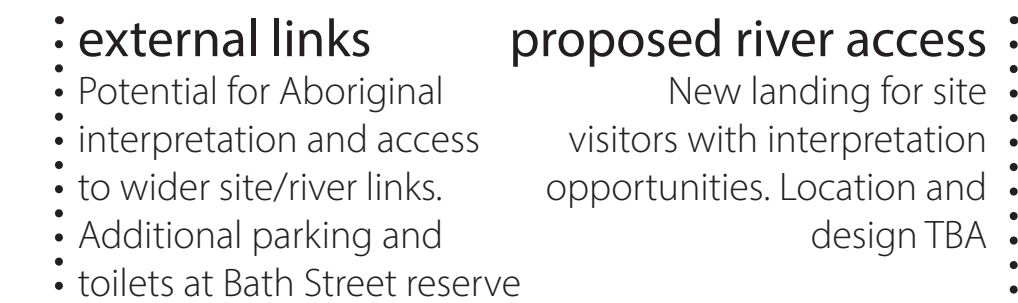 external links
Potential for Aboriginal
interpretation and access
to wider site/river links.
Additional parking and
toilets at Bath Street reserve
proposed river access
New landing for site
visitors with interpretation
opportunities. Location and
design TBA